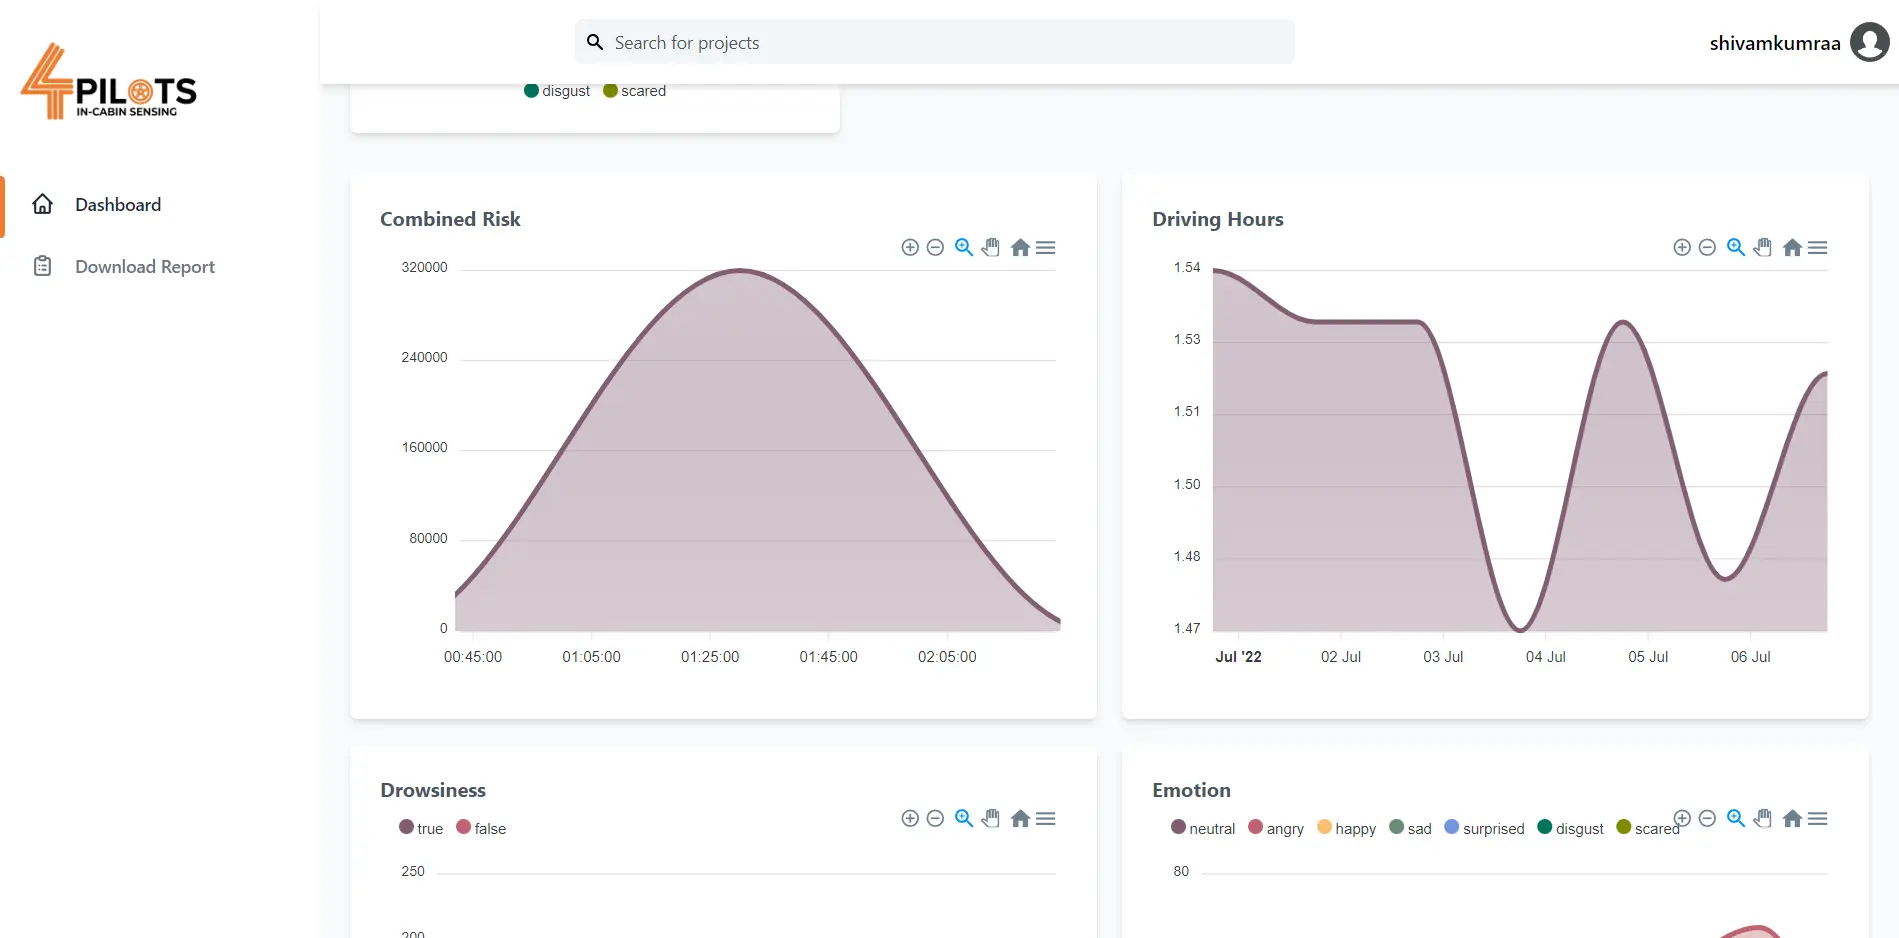 4PILOTS
IN-CABIN SENSING
Search for projects
shivamkumraa
Dashboard
Download Report
disgust scared
Combined Risk
320000
240000
160000
80000
0
00:45:00 01:05:00 01:25:00 01:45:00 02:05:00
Driving Hours
1.54
1.53
1.51
1.50
1.48
1.47
Jul '22 02 Jul 03 Jul 04 Jul 05 Jul 06 Jul
Drowsiness
true false
250
200
Emotion
neutral angry happy sad surprised disgust scared
80